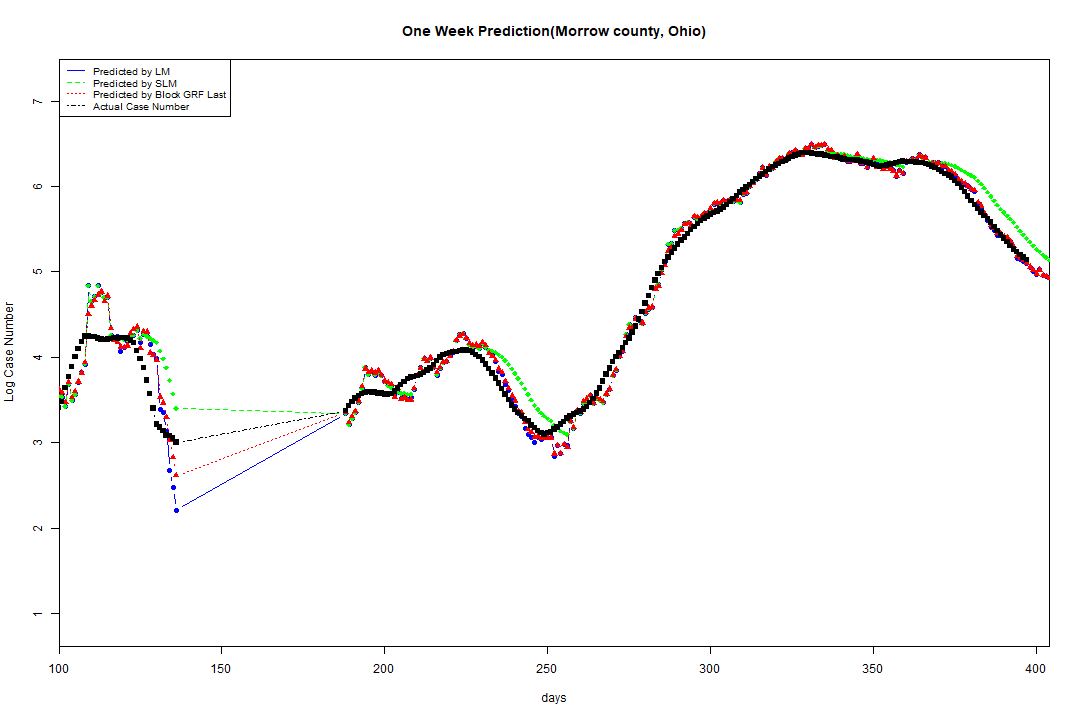 One Week Prediction(Morrow county, Ohio)
Predicted by LM
Predicted by SLM
Predicted by Block GRF Last
Actual Case Number
7
6
5
4
3
2
1
Log Case Number
100 150 200 250 300 350 400
days